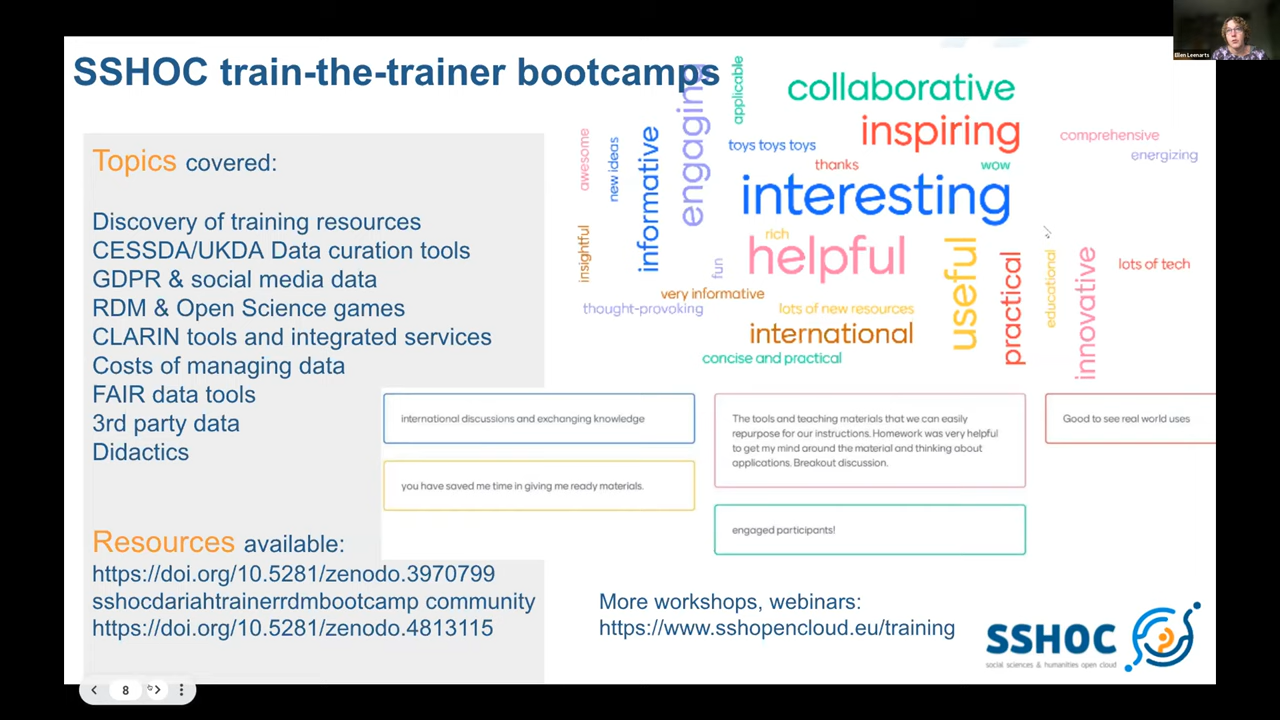 SSHOC train-the-trainer bootcamps
Ellen Leenarts
Topics covered:
Discovery of training resources
CESSDA/UKDA Data curation tools
GDPR & social media data
RDM & Open Science games
CLARIN tools and integrated services
Costs of managing data
FAIR data tools
3rd party data
Didactics
Resources available:
https://doi.org/10.5281/zenodo.3970799
sshocdariahtrainerrdmbootcamp community
https://doi.org/10.5281/zenodo.4813115
awesome
new ideas
informative
engaging
applicable
collaborative
inspiring
toys toys toys
thanks
wow
comprehensive
energizing
interesting
rich
helpful
insightful
fun
very informative
thought-provoking
lots of new resources
international
concise and practical
useful
practical
educational
innovative
lots of tech
international discussions and exchanging knowledge
you have saved me time in giving me ready materials.
The tools and teaching materials that we can easily
repurpose for our instructions. Homework was very helpful
to get my mind around the material and thinking about
applications. Breakout discussion.
engaged participants!
Good to see real world uses
More workshops, webinars:
https://www.sshopencloud.eu/training
SSHOC
social sciences & humanities open cloud
8